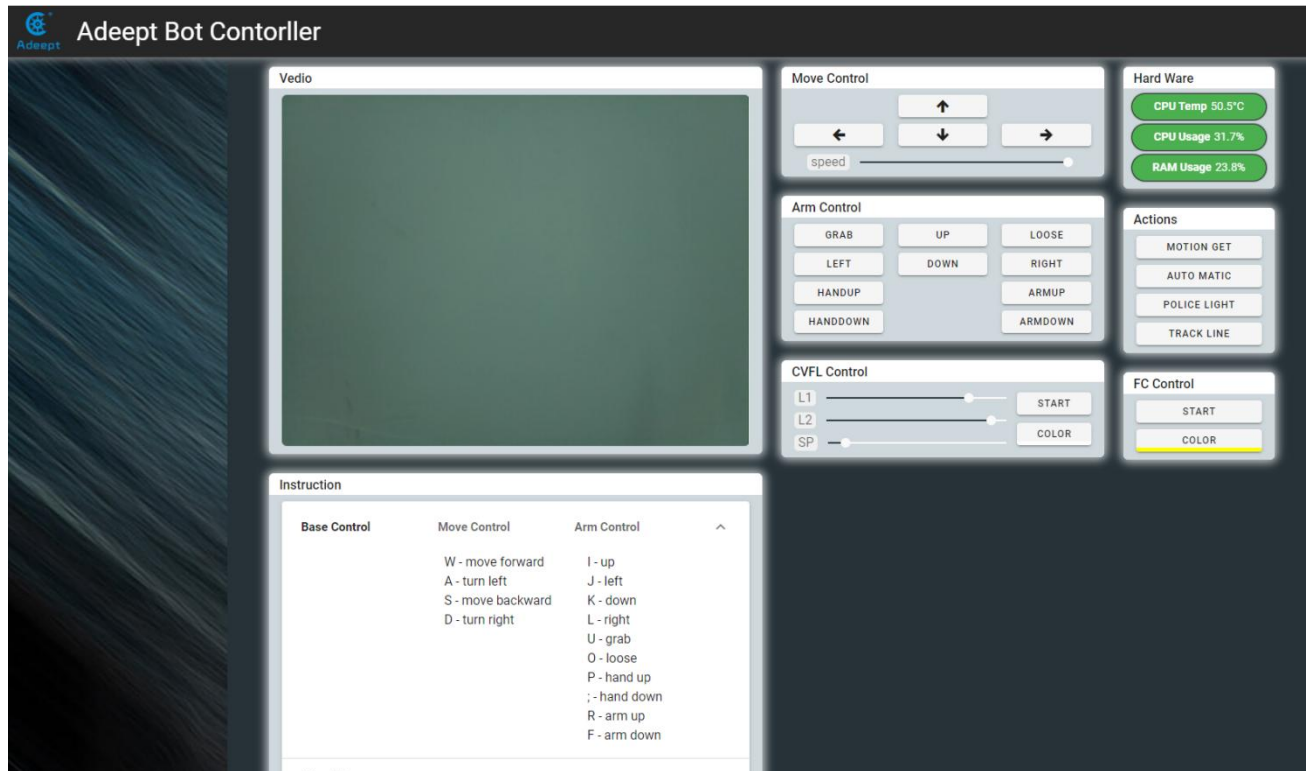 Adeept
Adeept Bot Contorller
Vedio
Move Control
speed
Arm Control
GRAB UP LOOSE
LEFT DOWN RIGHT
HANDUP ARMUP
HANDDOWN ARMDOWN
CVFL Control
L1
START
L2
COLOR
SP
Hard Ware
CPU Temp 50.5°C
CPU Usage 31.7%
RAM Usage 23.8%
Actions
MOTION GET
AUTO MATIC
POLICE LIGHT
TRACK LINE
FC Control
START
COLOR
Instruction
Base Control Move Control Arm Control
W - move forward I - up
A - turn left J - left
S - move backward K - down
D - turn right L - right
U - grab
O - loose
P - hand up
; - hand down
R - arm up
F - arm down